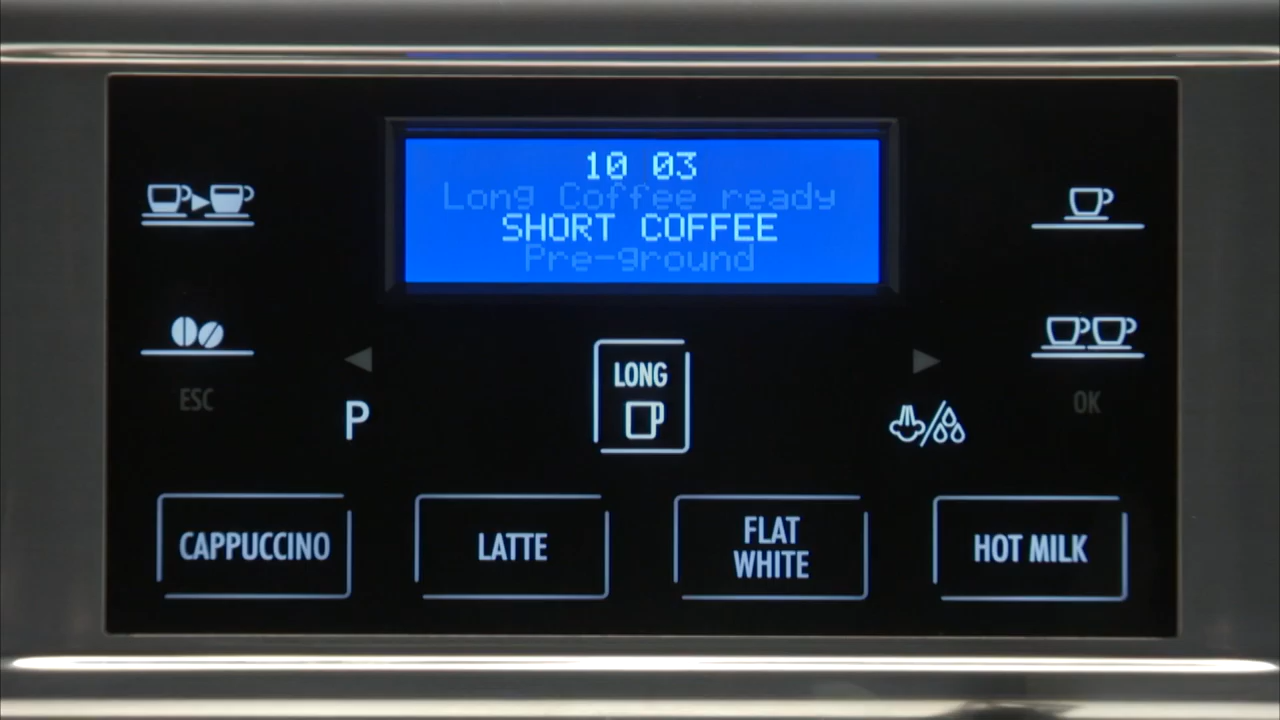 10 03
Long Coffee ready
SHORT COFFEE
Pre-ground
LONG
ESC
P
OK
CAPPUCCINO
LATTE
FLAT
WHITE
HOT MILK